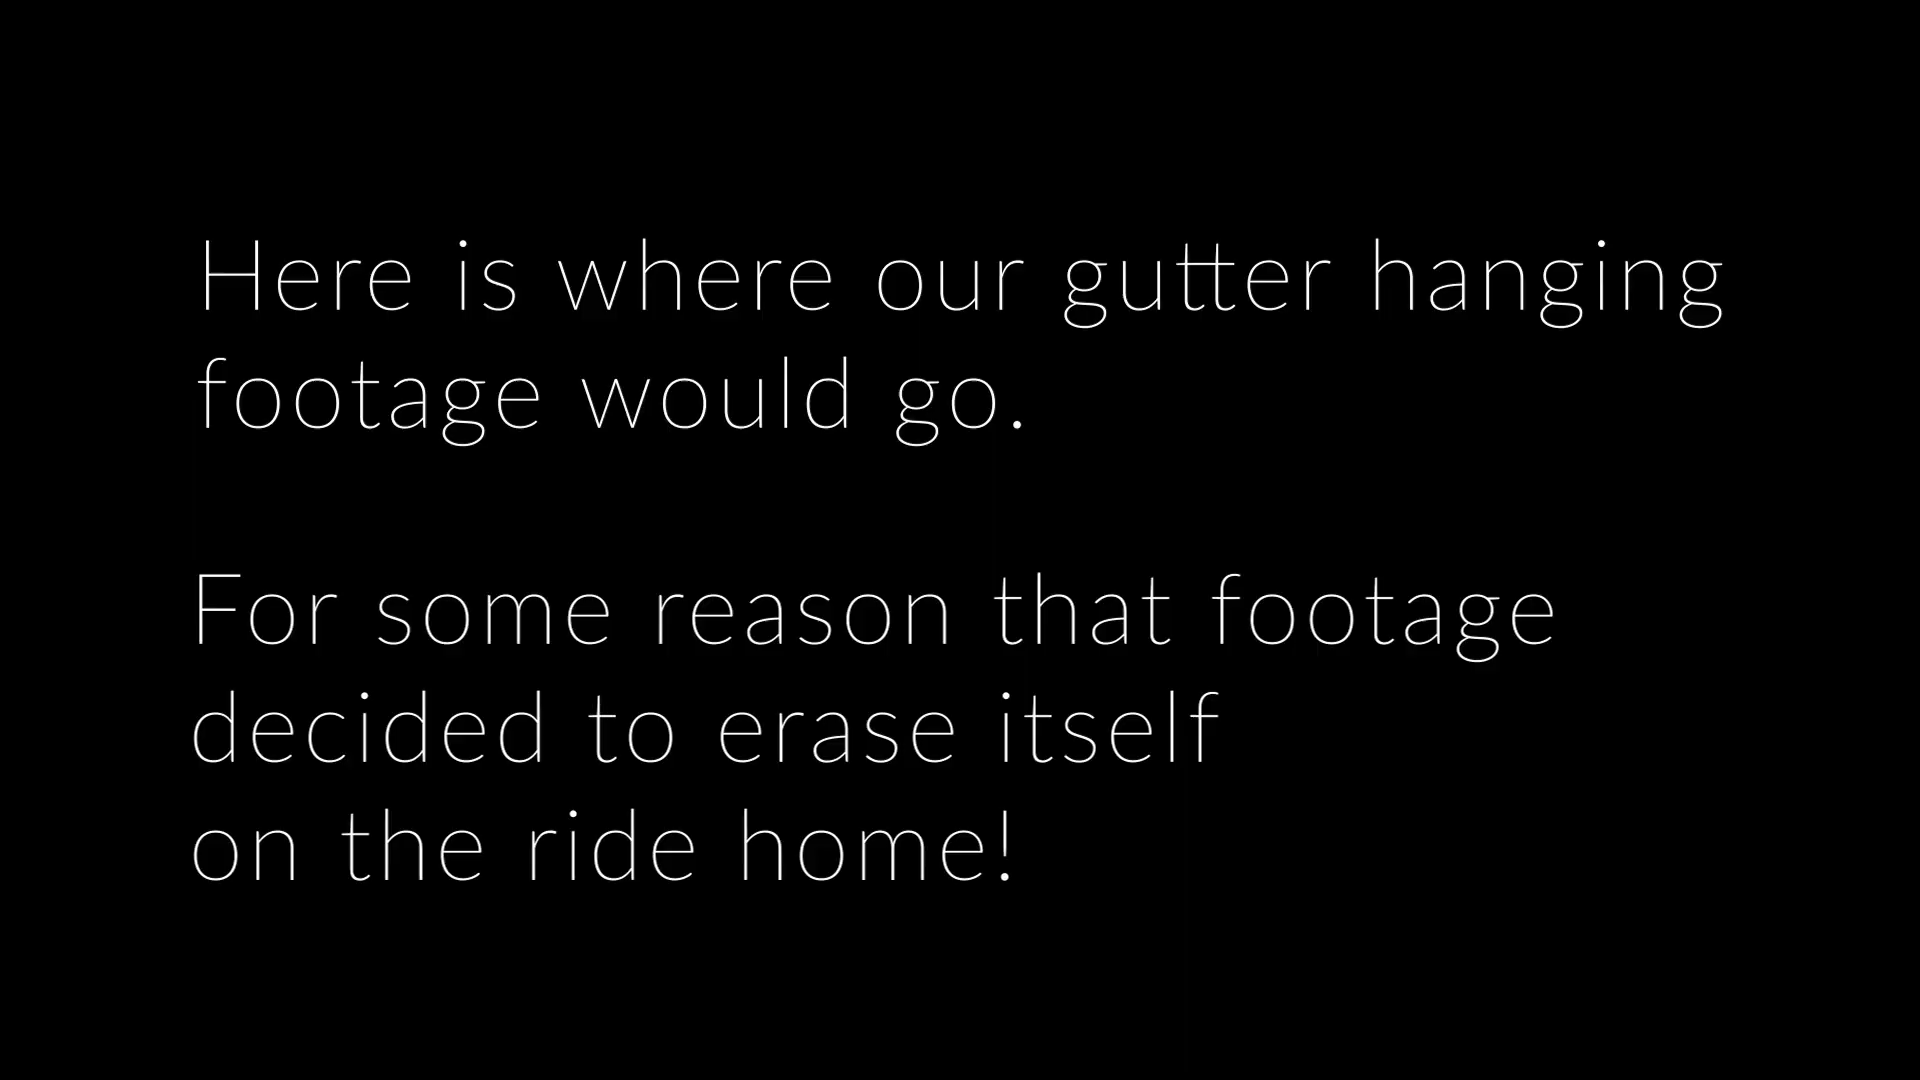 Here is where our gutter hanging
footage would go.
For some reason that footage
decided to erase itself
on the ride home!